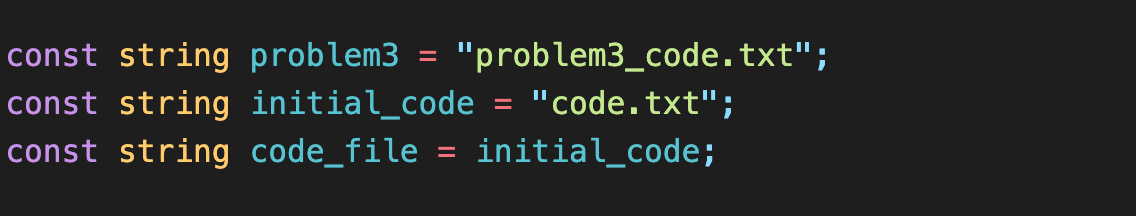 const string problem3 = "problem3_code.txt";
const string initial_code = "code.txt";
const string code_file = initial_code;